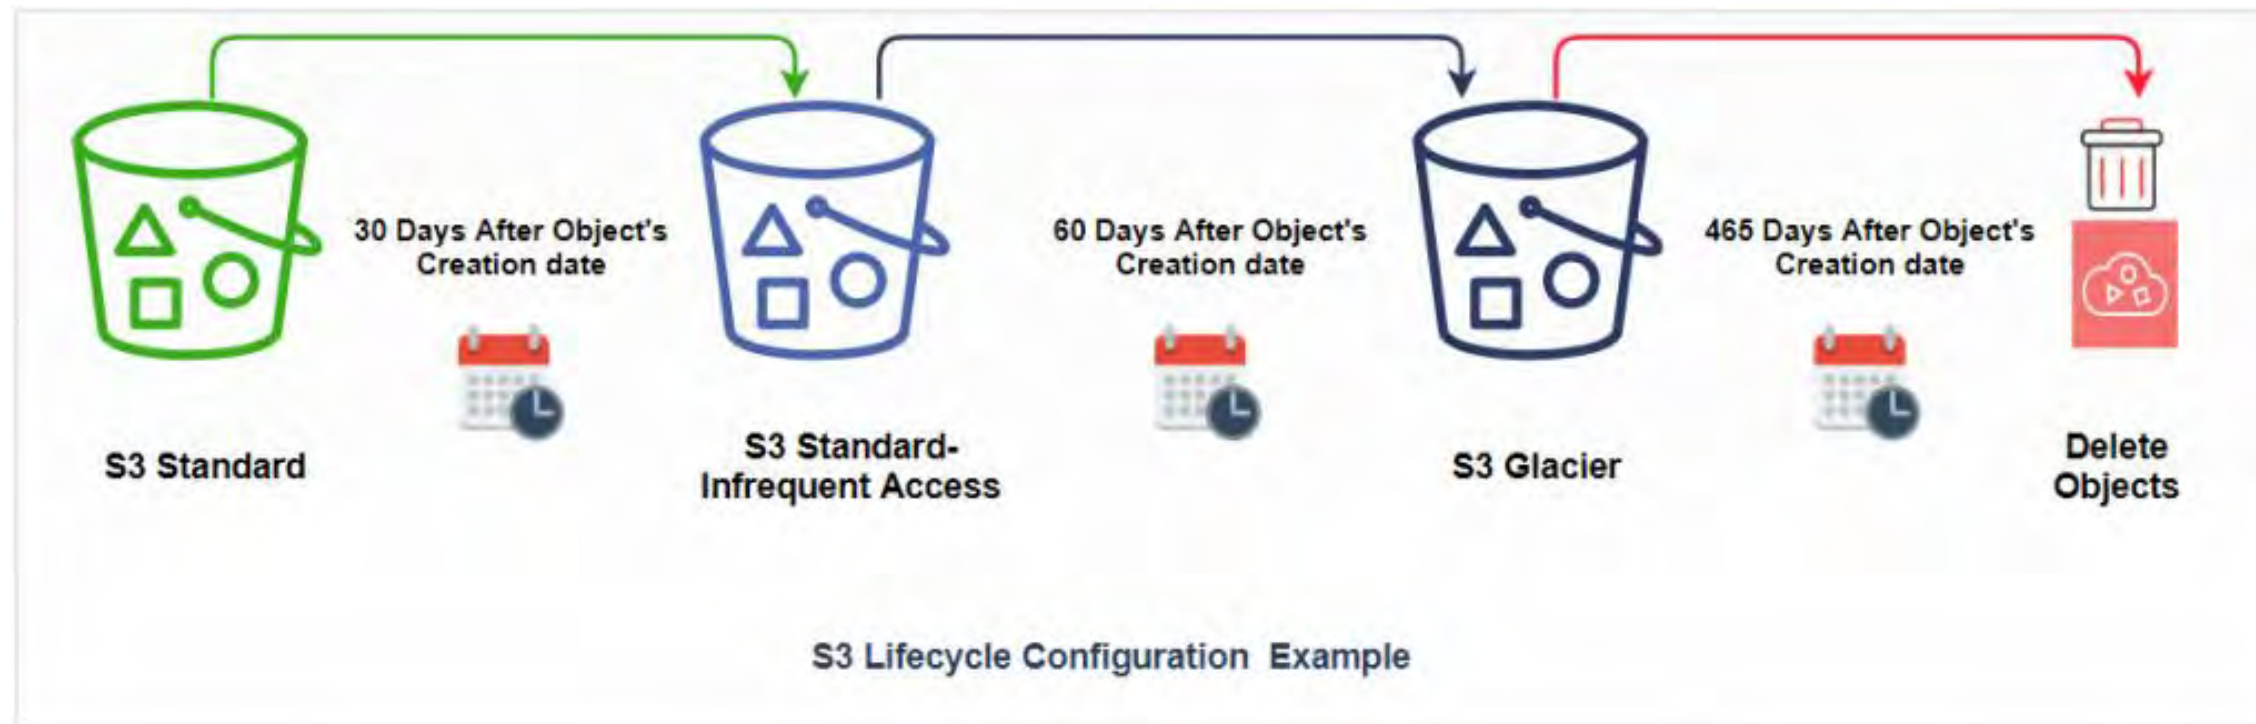 30 Days After Object's
Creation date
60 Days After Object's
Creation date
465 Days After Object's
Creation date
S3 Standard
S3 Standard-
Infrequent Access
S3 Glacier
Delete
Objects
S3 Lifecycle Configuration Example